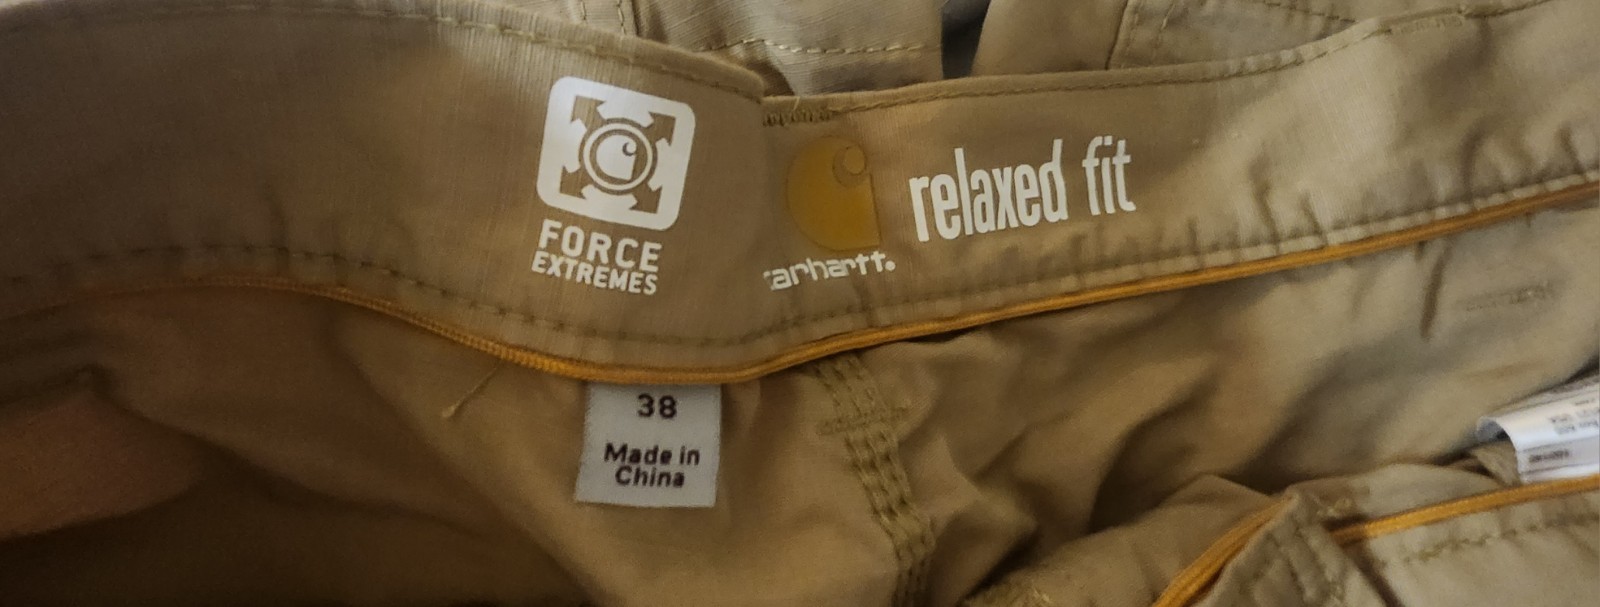 FORCE
EXTREMES
carhartt.
relaxed fit
38
Made in
China